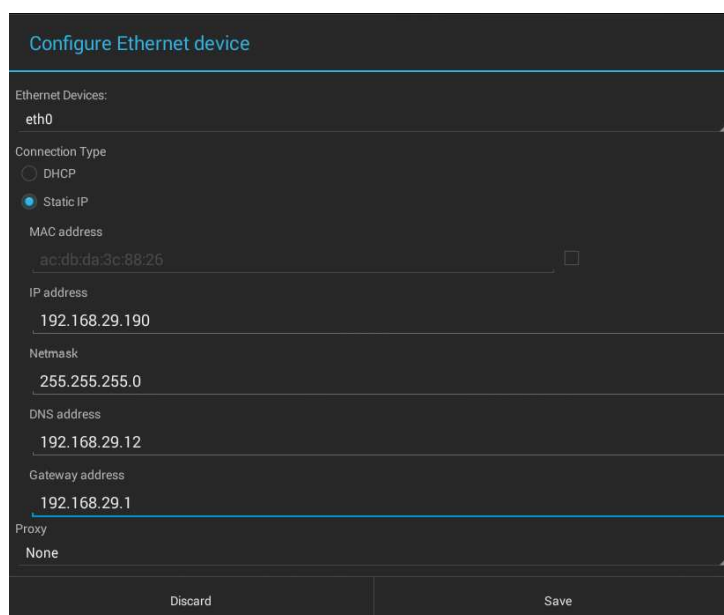 Configure Ethernet device
Ethernet Devices:
eth0
Connection Type
DHCP
Static IP
MAC address
ac:db:da:3c:88:26
IP address
192.168.29.190
Netmask
255.255.255.0
DNS address
192.168.29.12
Gateway address
192.168.29.1
Proxy
None
Discard Save